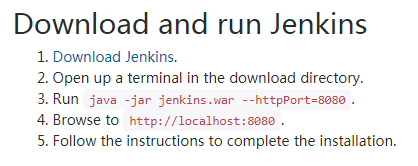 Download and run Jenkins
1. Download Jenkins.
2. Open up a terminal in the download directory.
3. Run java -jar jenkins.war --httpPort=8080 .
4. Browse to http://localhost:8080 .
5. Follow the instructions to complete the installation.